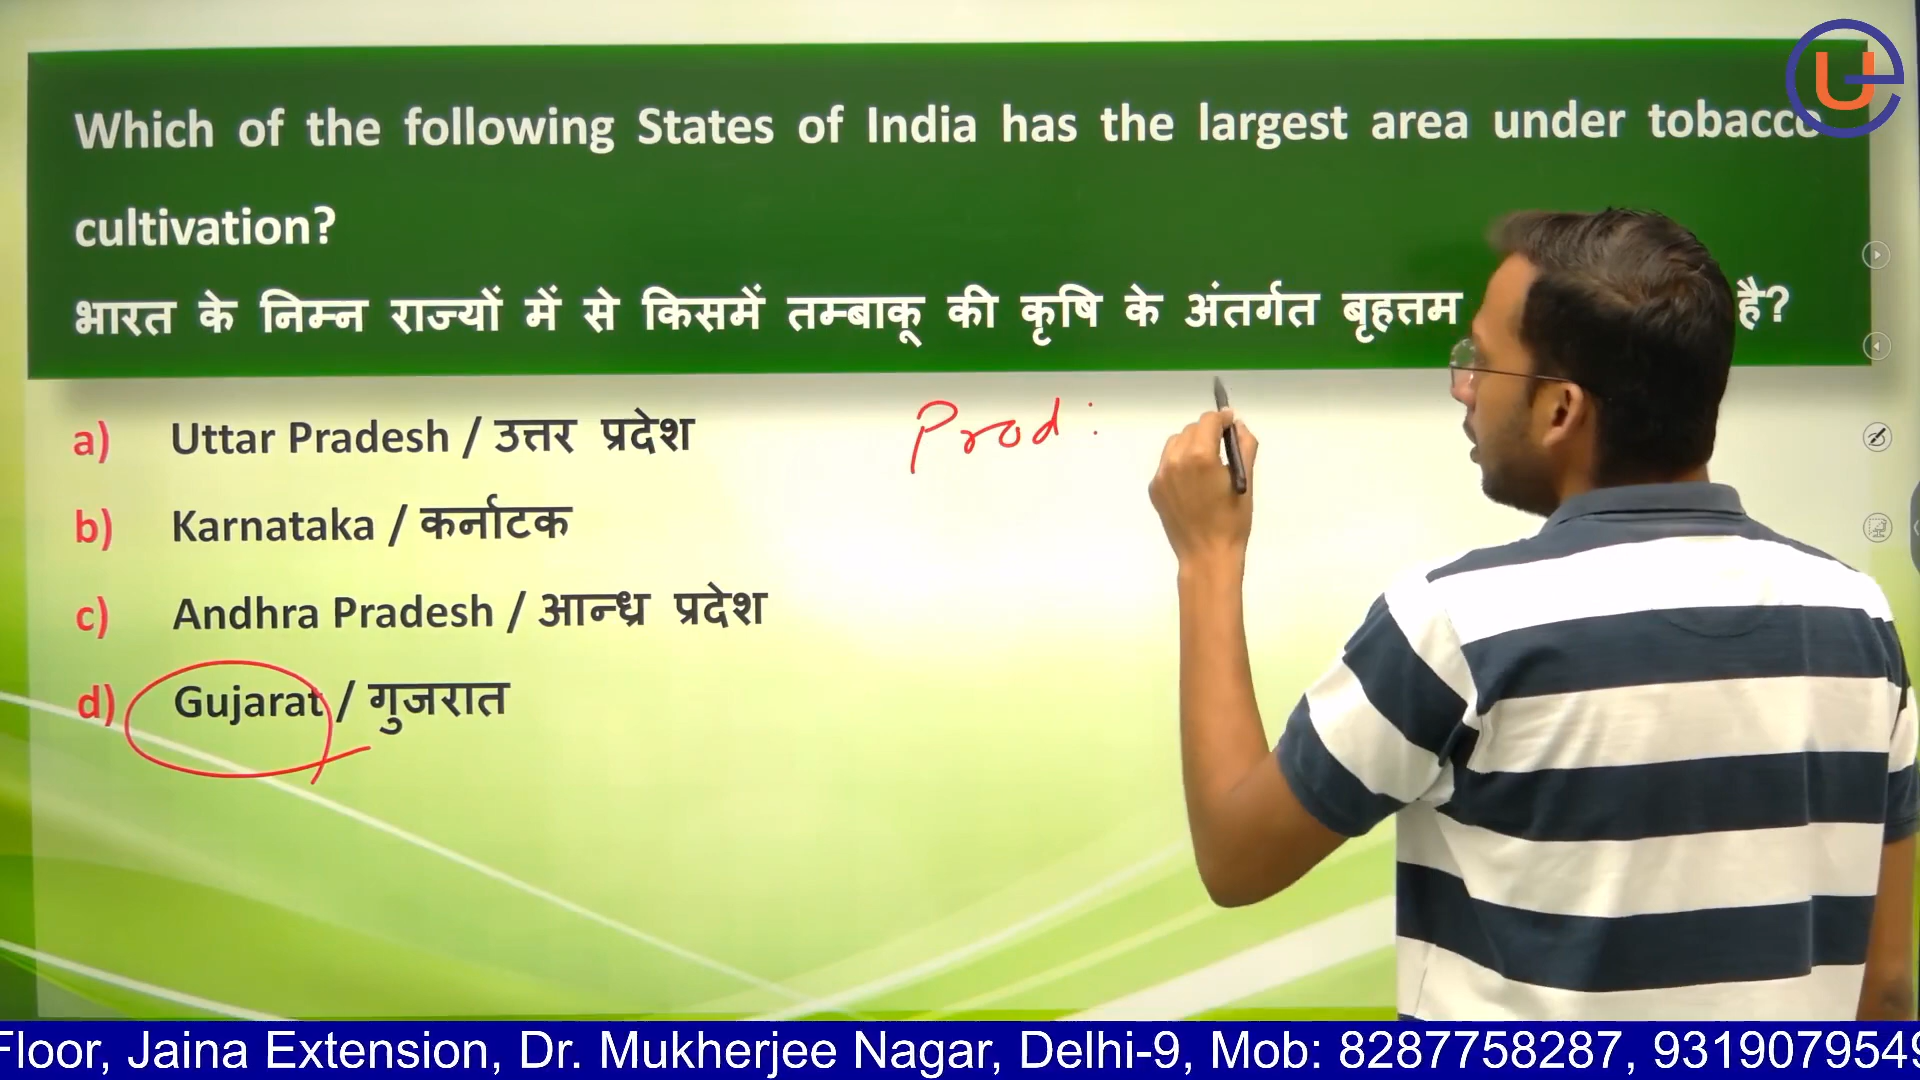 Which of the following States of India has the largest area under tobacco
cultivation?
भारत के निम्न राज्यों में से किसमें तम्बाकू की कृषि के अंतर्गत बृहत्तम है?
Prod :
a) Uttar Pradesh / उत्तर प्रदेश
b) Karnataka / कर्नाटक
c) Andhra Pradesh / आन्ध्र प्रदेश
d) Gujarat / गुजरात
Floor, Jaina Extension, Dr. Mukherjee Nagar, Delhi-9, Mob: 8287758287, 9319079549